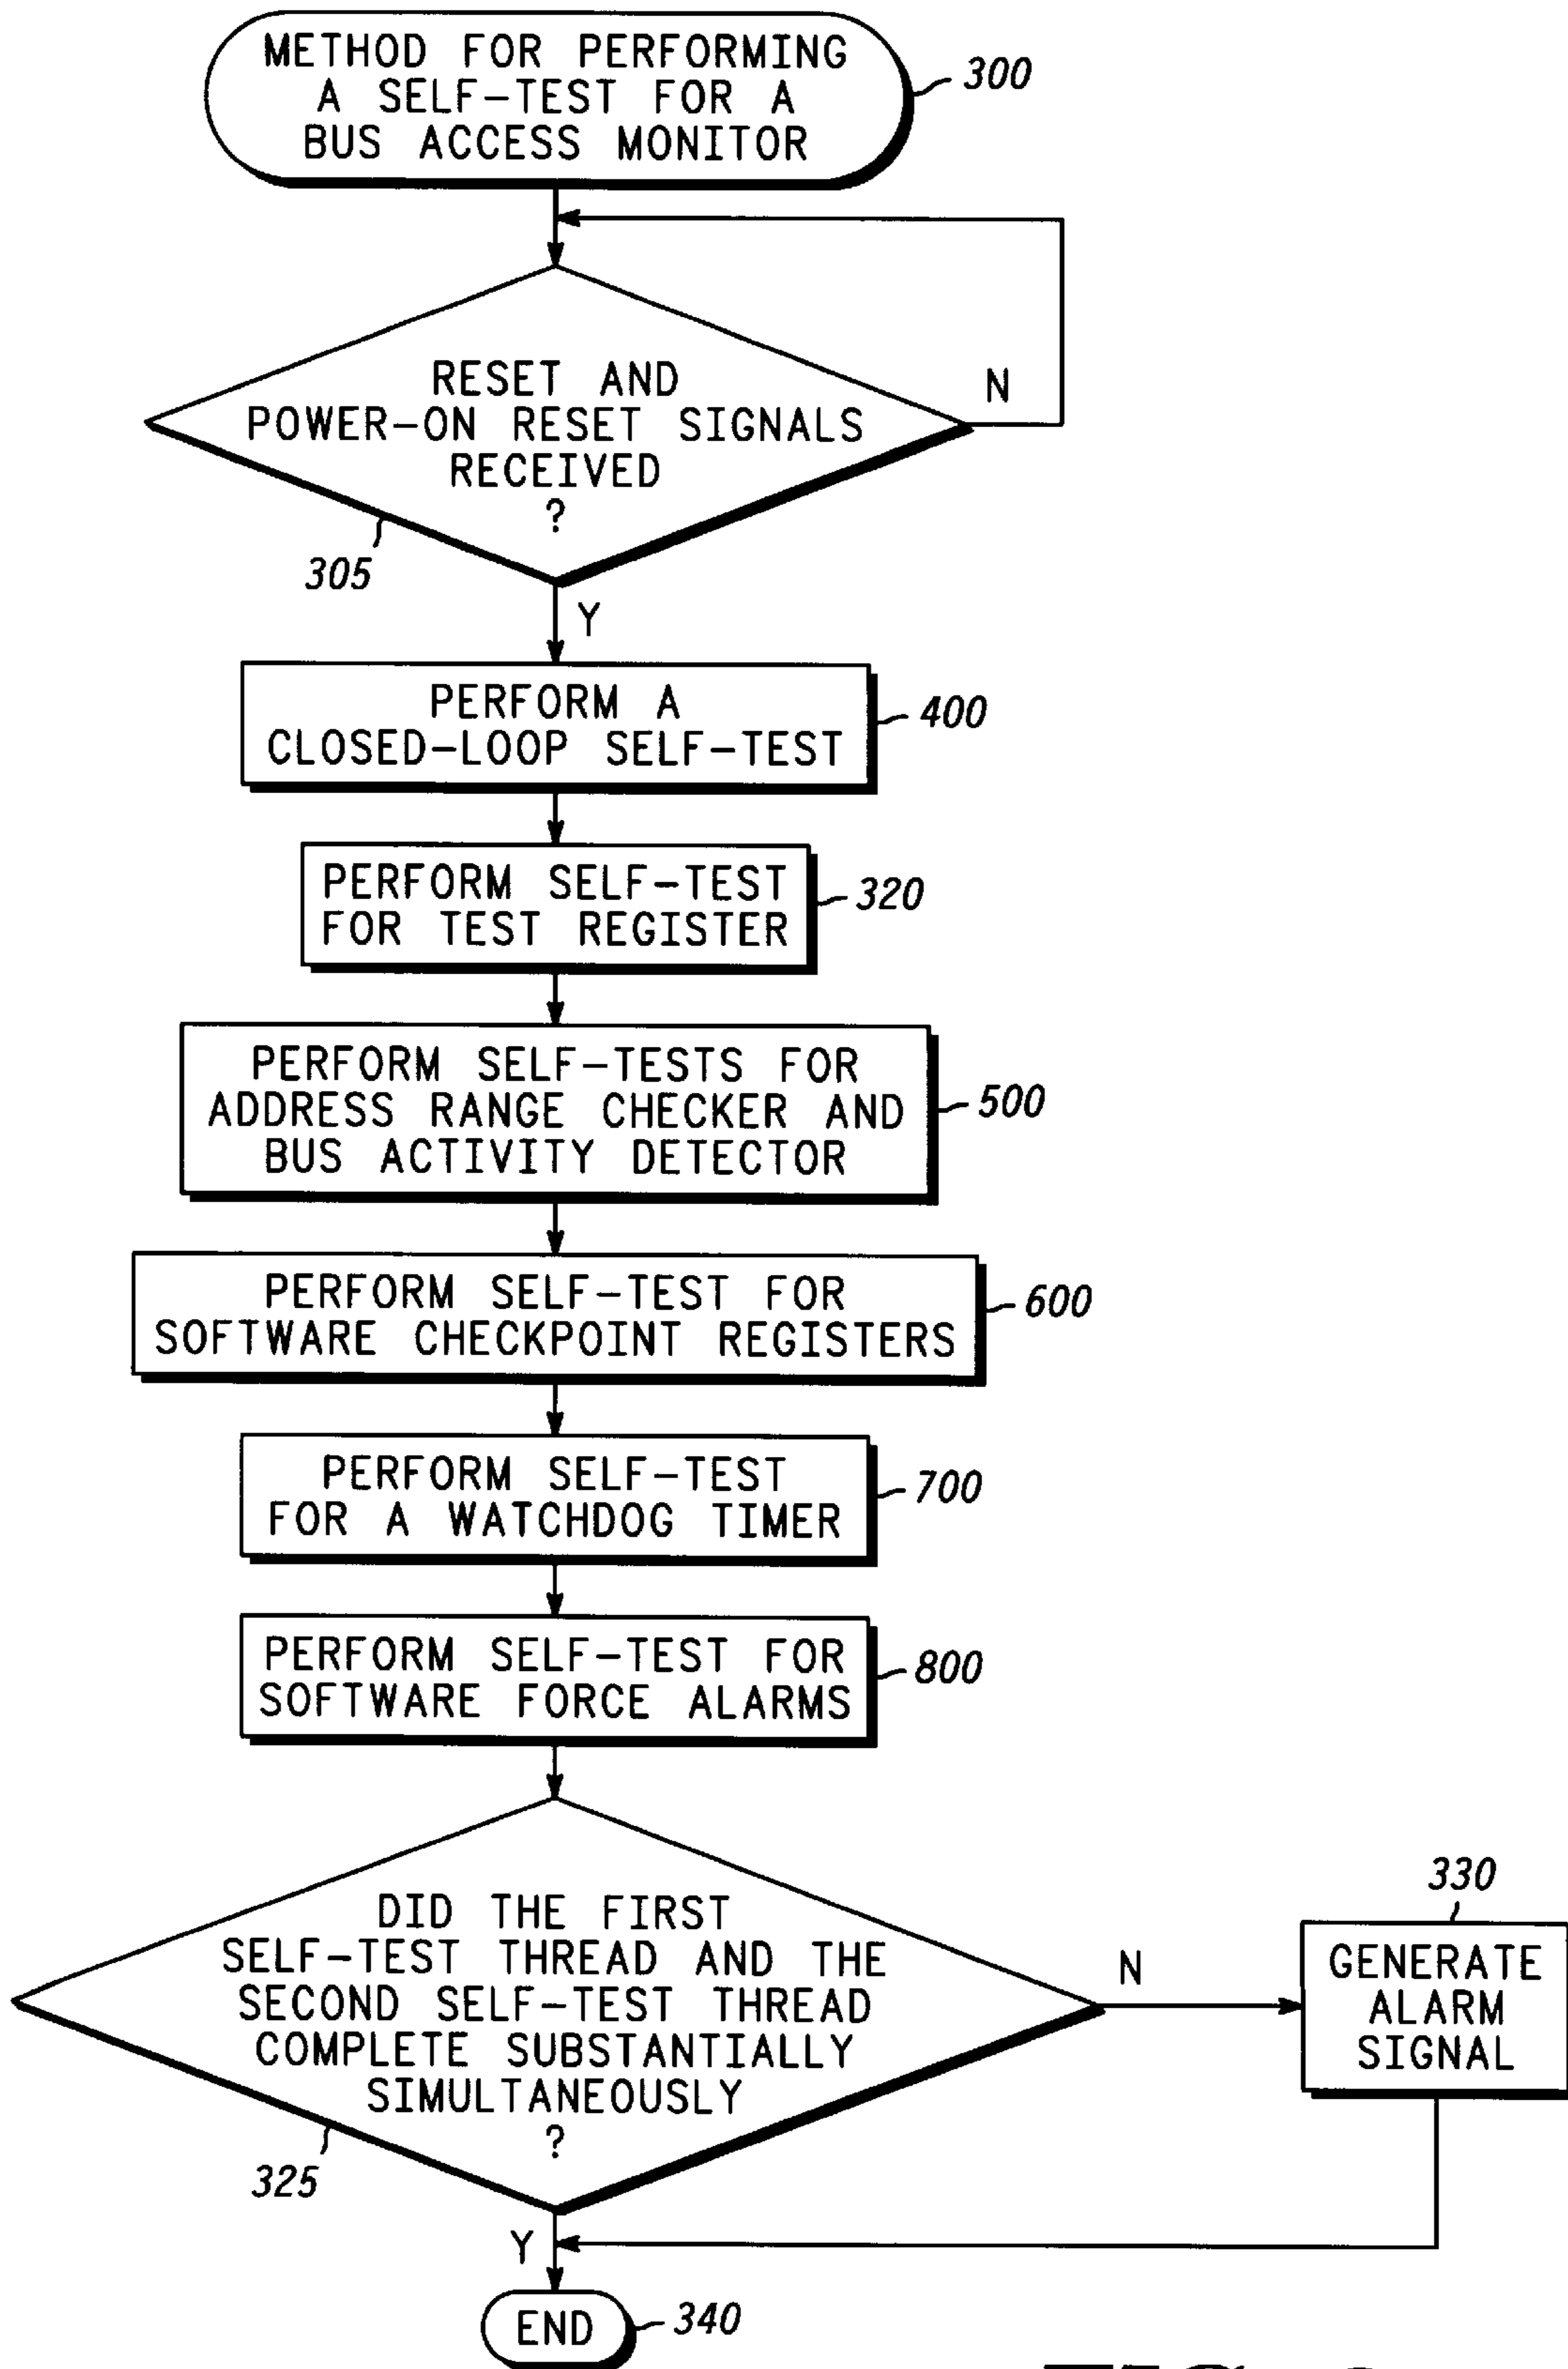 METHOD FOR PERFORMING
A SELF-TEST FOR A
BUS ACCESS MONITOR
300
RESET AND
POWER-ON RESET SIGNALS
RECEIVED
?
N
305
Y
PERFORM A
CLOSED-LOOP SELF-TEST
400
PERFORM SELF-TEST
FOR TEST REGISTER
320
PERFORM SELF-TESTS FOR
ADDRESS RANGE CHECKER AND
BUS ACTIVITY DETECTOR
500
PERFORM SELF-TEST FOR
SOFTWARE CHECKPOINT REGISTERS
600
PERFORM SELF-TEST
FOR A WATCHDOG TIMER
700
PERFORM SELF-TEST FOR
SOFTWARE FORCE ALARMS
800
DID THE FIRST
SELF-TEST THREAD AND THE
SECOND SELF-TEST THREAD
COMPLETE SUBSTANTIALLY
SIMULTANEOUSLY
?
N
325
330
GENERATE
ALARM
SIGNAL
Y
END
340